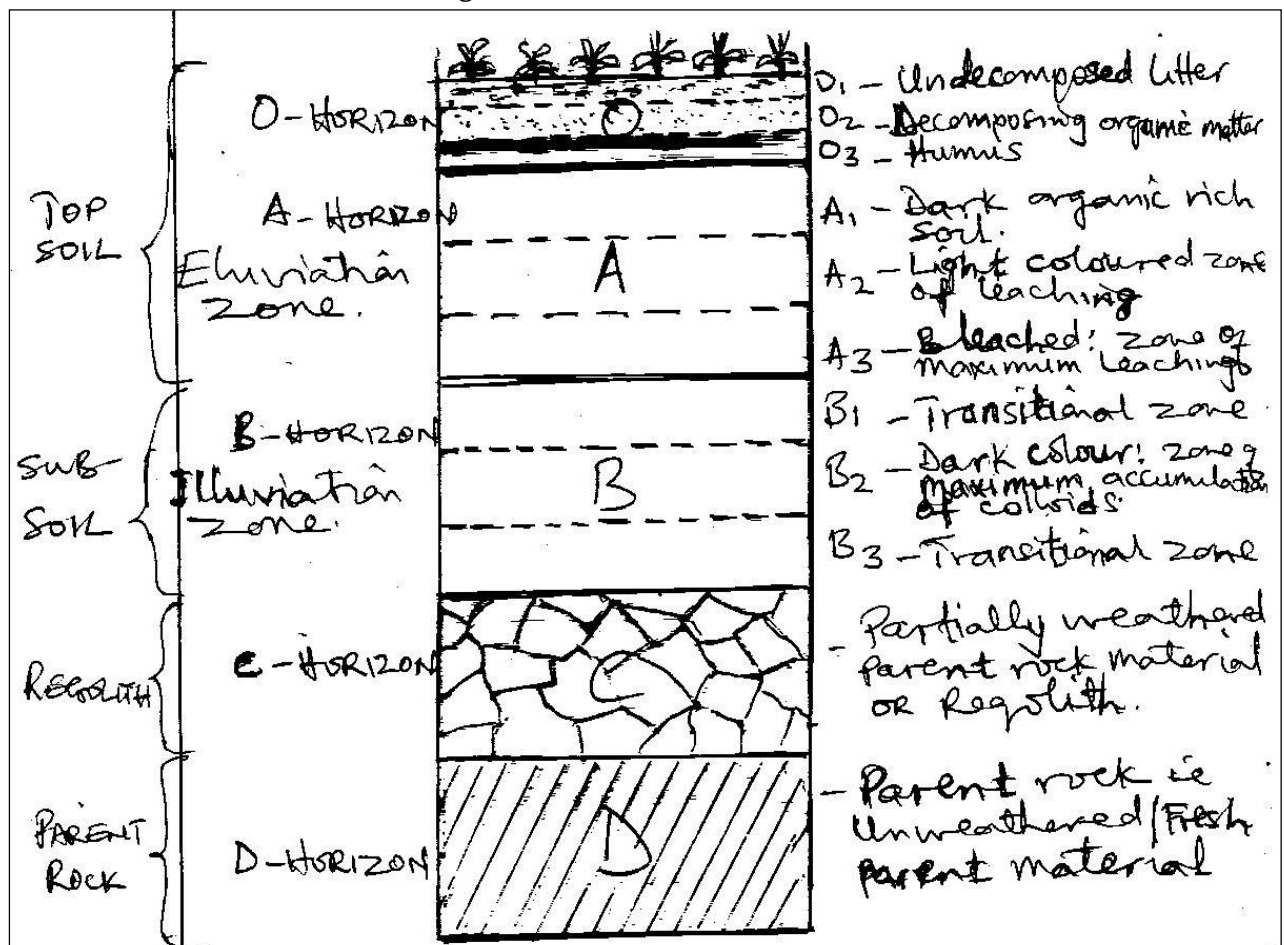 O-HORIZON
O
O1 - Undecomposed litter
O2 - Decomposing organic matter
O3 - Humus
TOP
SOIL
A-HORIZON
Eluviation
zone.
A
A1 - Dark organic rich
soil.
A2 - Light coloured zone
of leaching
A3 - Bleached: zone of
maximum leaching
SUB-
SOIL
B-HORIZON
Illuviation
zone.
B
B1 - Transitional zone
B2 - Dark colour: zone of
maximum accumulation
of colloids.
B3 - Transitional zone
REGOLITH
C-HORIZON
C
- Partially weathered
parent rock material
OR Regolith.
PARENT
ROCK
D-HORIZON
D
- Parent rock ie
Unweathered/Fresh
parent material